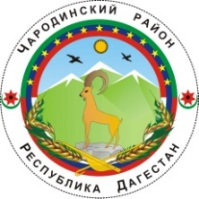 Чародинский район
Республика Дагестан